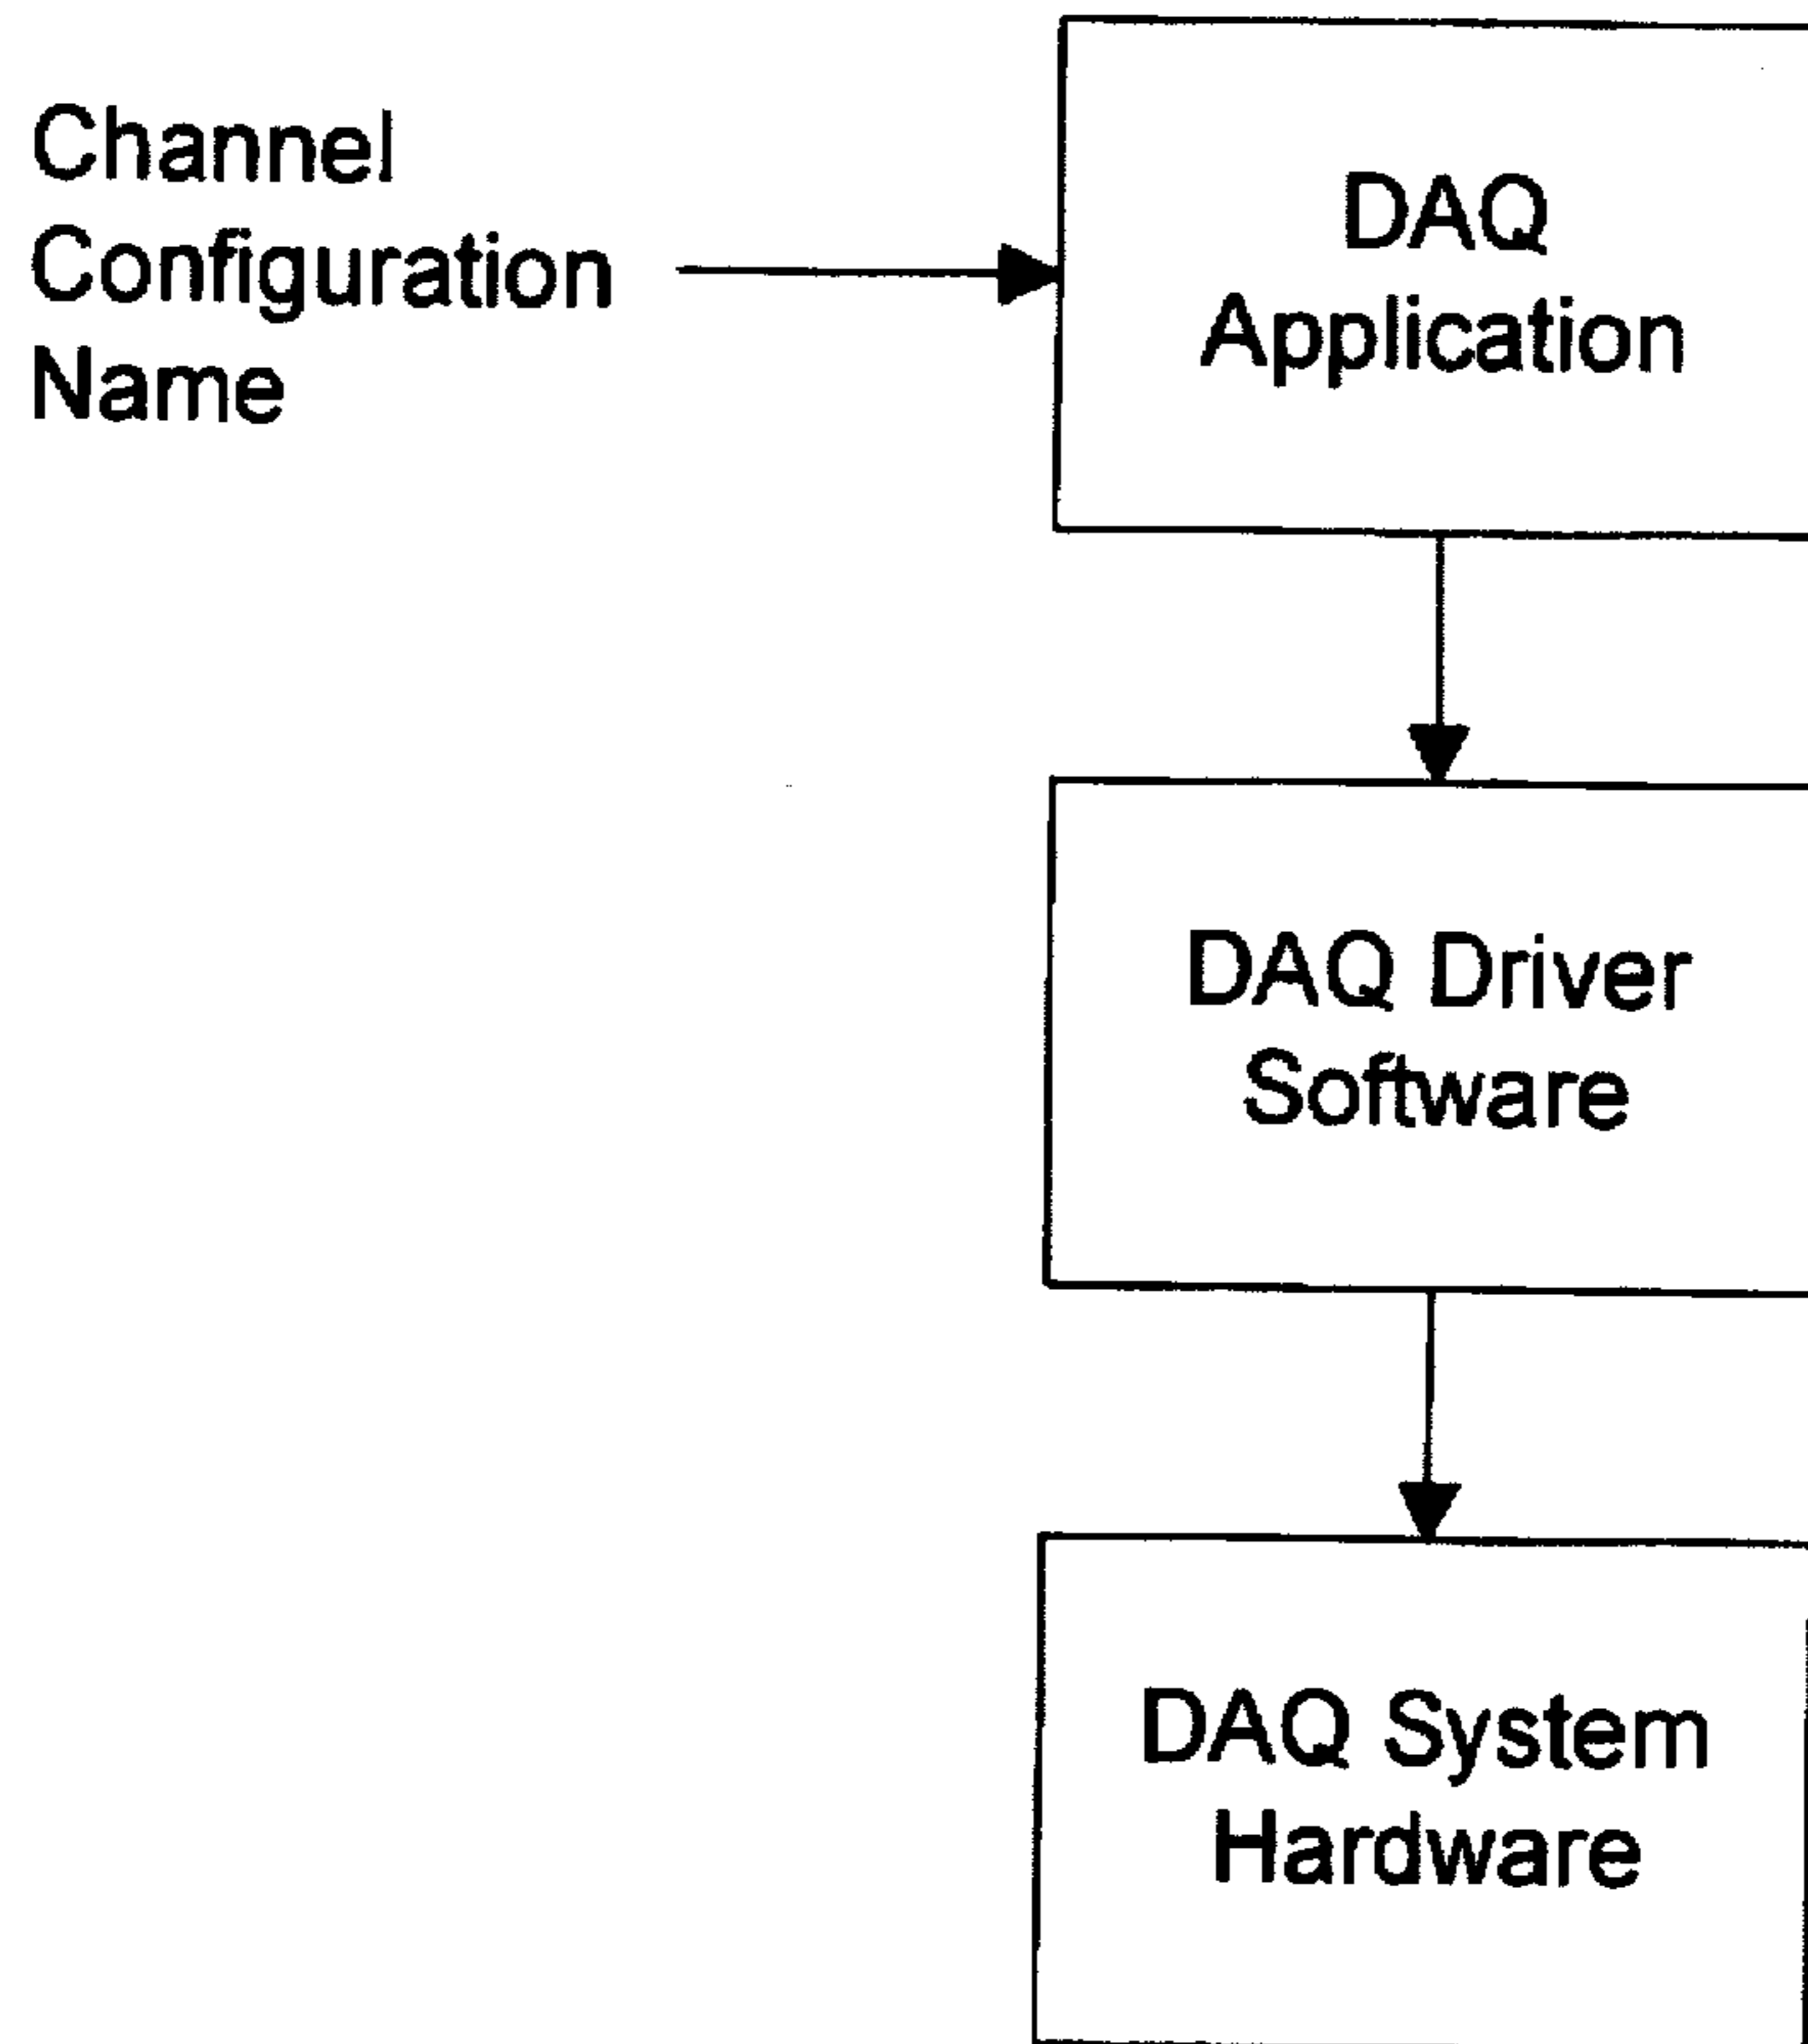 Channel
Configuration
Name
DAQ
Application
DAQ Driver
Software
DAQ System
Hardware